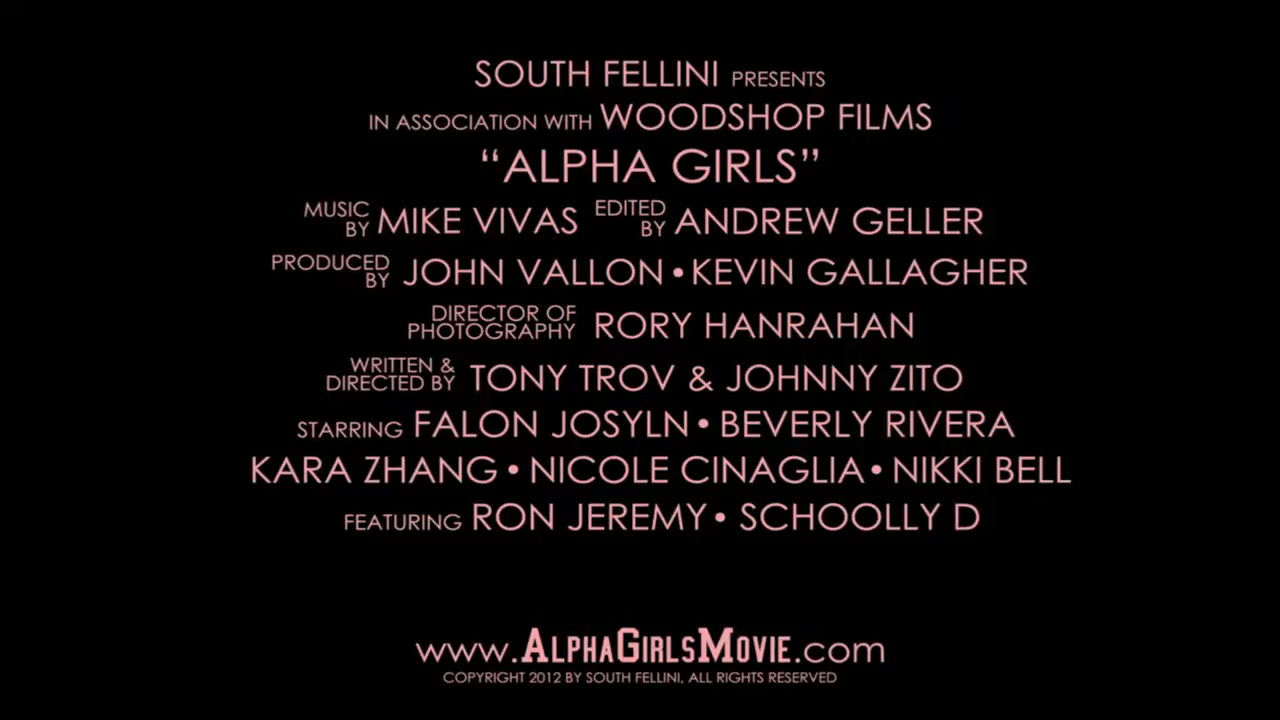 SOUTH FELLINI PRESENTS
IN ASSOCIATION WITH WOODSHOP FILMS
“ALPHA GIRLS”
MUSIC BY MIKE VIVAS EDITED BY ANDREW GELLER
PRODUCED BY JOHN VALLON • KEVIN GALLAGHER
DIRECTOR OF PHOTOGRAPHY RORY HANRAHAN
WRITTEN & DIRECTED BY TONY TROV & JOHNNY ZITO
STARRING FALON JOSYLN • BEVERLY RIVERA
KARA ZHANG • NICOLE CINAGLIA • NIKKI BELL
FEATURING RON JEREMY • SCHOOLLY D
www.ALPHAGIRLSMOVIE.com
COPYRIGHT 2012 BY SOUTH FELLINI, ALL RIGHTS RESERVED